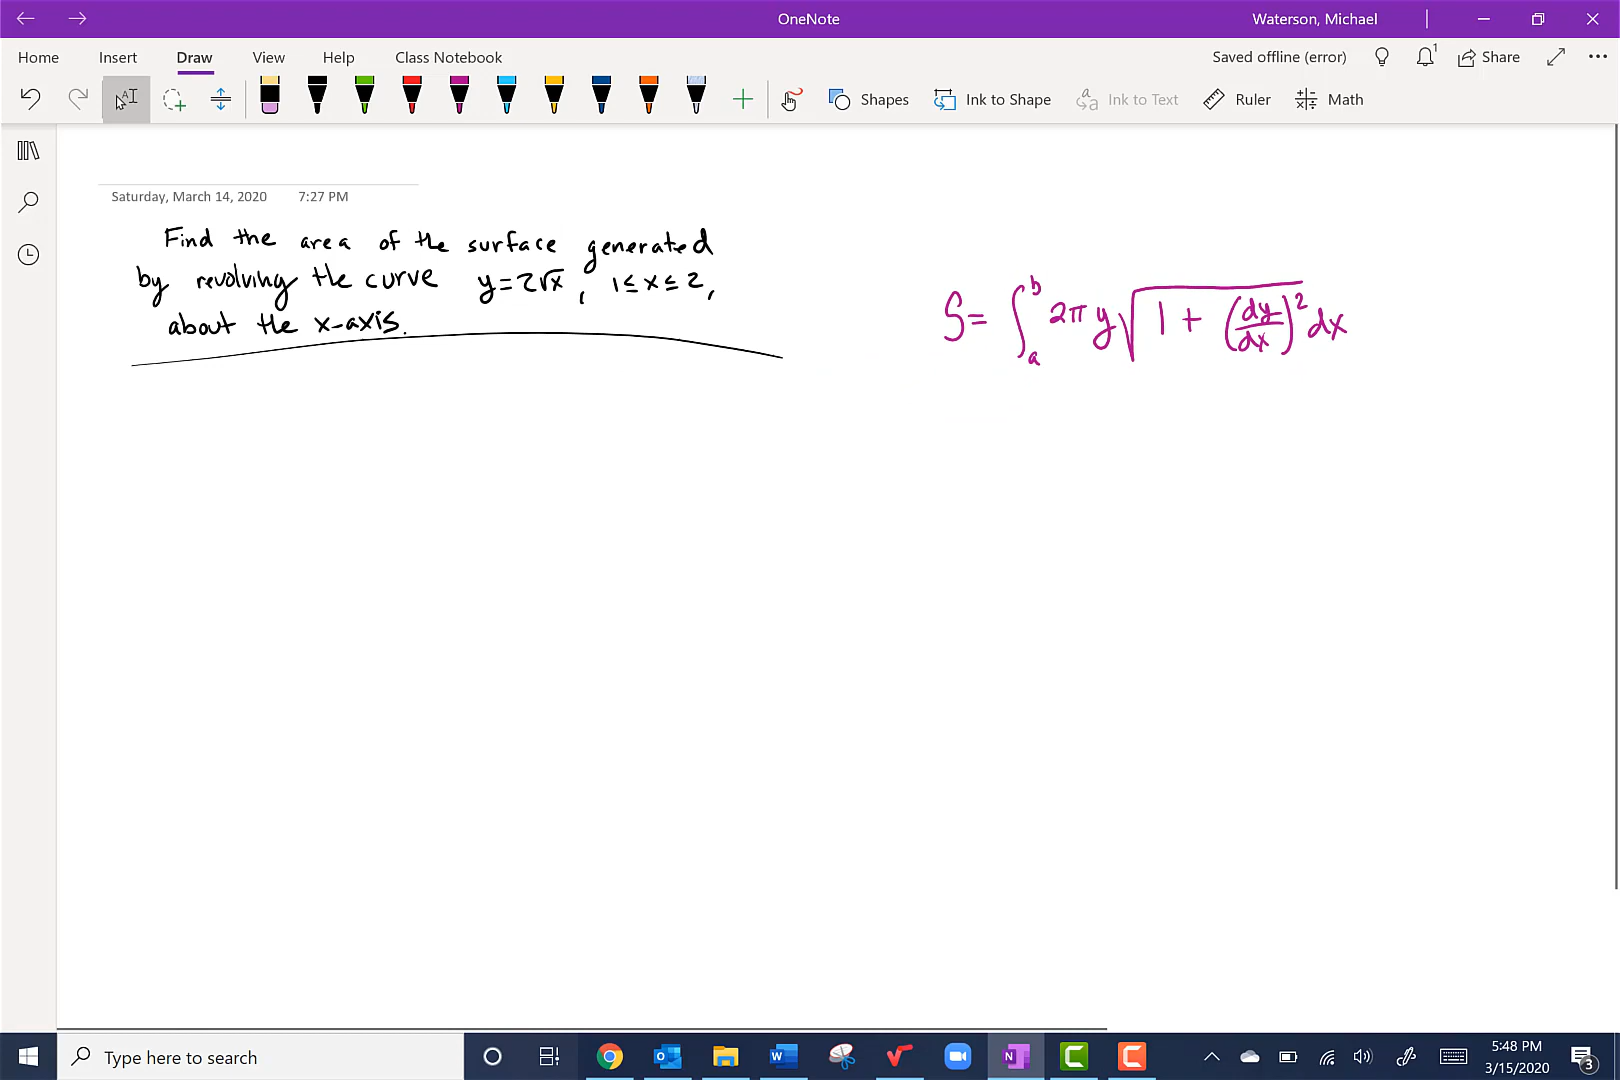 OneNote
Waterson, Michael
Home Insert Draw View Help Class Notebook
Saved offline (error) 1 Share
Shapes Ink to Shape Ink to Text Ruler Math
Saturday, March 14, 2020 7:27 PM
Find the area of the surface generated
by revolving the curve y=2√x, 1≤x≤2,
about the x-axis.
S= ∫_a^b 2π y √(1 + (dy/dx)^2) dx
Type here to search
5:48 PM
3/15/2020
3